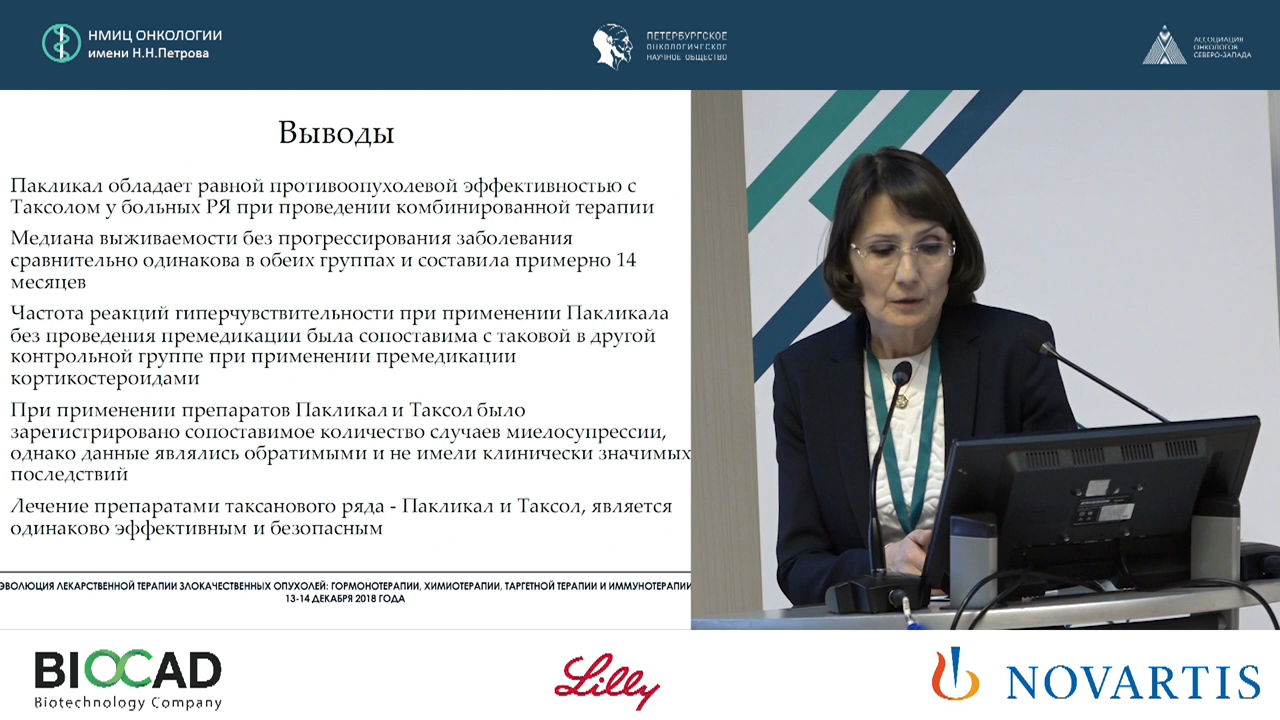 НМИЦ ОНКОЛОГИИ
имени Н.Н.Петрова
ПЕТЕРБУРГСКОЕ
ОНКОЛОГИЧЕСКОЕ
НАУЧНОЕ ОБЩЕСТВО
АССОЦИАЦИЯ
ОНКОЛОГОВ
СЕВЕРО-ЗАПАДА
Выводы
Пакликал обладает равной противоопухолевой эффективностью с
Таксолом у больных РЯ при проведении комбинированной терапии
Медиана выживаемости без прогрессирования заболевания
сравнительно одинакова в обеих группах и составила примерно 14
месяцев
Частота реакций гиперчувствительности при применении Пакликала
без проведения премедикации была сопоставима с таковой в другой
контрольной группе при применении премедикации
кортикостероидами
При применении препаратов Пакликал и Таксол было
зарегистрировано сопоставимое количество случаев миелосупрессии,
однако данные являлись обратимыми и не имели клинически значимых
последствий
Лечение препаратами таксанового ряда - Пакликал и Таксол, является
одинаково эффективным и безопасным
ЭВОЛЮЦИЯ ЛЕКАРСТВЕННОЙ ТЕРАПИИ ЗЛОКАЧЕСТВЕННЫХ ОПУХОЛЕЙ: ГОРМОНОТЕРАПИИ, ХИМИОТЕРАПИИ, ТАРГЕТНОЙ ТЕРАПИИ И ИММУНОТЕРАПИИ
13-14 ДЕКАБРЯ 2018 ГОДА
BIOCAD
Biotechnology Company
Lilly
NOVARTIS